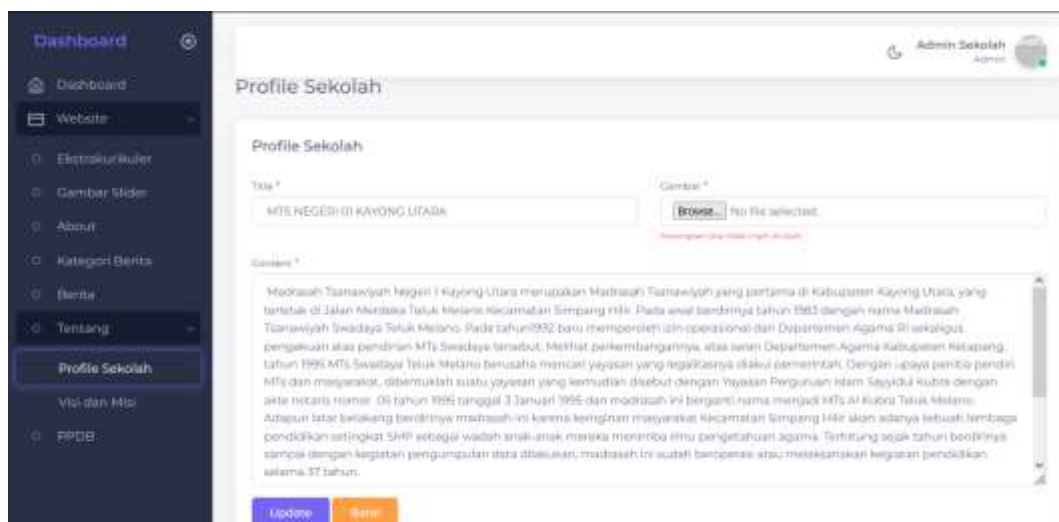 Dashboard
Admin Sekolah
Admin
Dashboard
Website
Ekstrakurikuler
Gambar Slider
About
Kategori Berita
Berita
Tentang
Profile Sekolah
Visi dan Misi
PPDB
Profile Sekolah
Profile Sekolah
Title *
Gambar *
MTS NEGERI 01 KAYONG UTARA
Browse... No file selected.
Content *
Madrasah Tsanawiyah Negeri 1 Kayong Utara merupakan Madrasah Tsanawiyah yang pertama di Kabupaten Kayong Utara, yang
terletak di Jalan Merdeka Teluk Melano Kecamatan Simpang Hilir. Pada awal berdirinya tahun 1983 dengan nama Madrasah
Tsanawiyah Swadaya Teluk Melano. Pada tahun1992 baru memperoleh izin operasional dari Departemen Agama RI sekaligus
pengakuan atas pendirian MTs Swadaya tersebut. Melihat perkembangannya, atas saran Departemen Agama Kabupaten Ketapang,
tahun 1995 MTs Swadaya Teluk Melano berusaha mencari yayasan yang legalitasnya diakui pemerintah. Dengan upaya panitia pendiri
MTs dan masyarakat, dibentuklah suatu yayasan yang kemudian disebut dengan Yayasan Perguruan Islam Sayyidul Kubra dengan
akte notaris nomer 05 tahun 1995 tanggal 3 Januari 1995 dan madrasah ini berganti nama menjadi MTs Al Kubra Teluk Melano.
Adapun latar belakang berdirinya madrasah ini karena keinginan masyarakat Kecamatan Simpang Hilir akan adanya sebuah lembaga
pendidikan setingkat SMP sebagai wadah anak-anak mereka menimba ilmu pengetahuan agama. Terhitung sejak tahun berdirinya
sampai dengan kegiatan pengumpulan data dilakukan, madrasah ini sudah beroperasi atau melaksanakan kegiatan pendidikan
selama 37 tahun.
Update
Batal